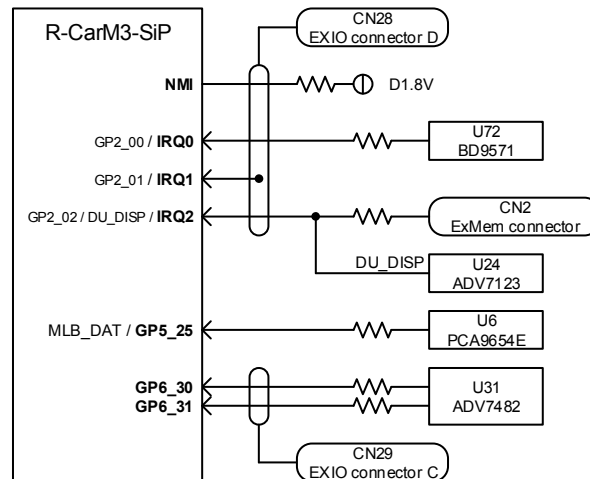 R-CarM3-SiP
CN28
EXIO connector D
NMI
D1.8V
GP2_00 / IRQ0
U72
BD9571
GP2_01 / IRQ1
GP2_02 / DU_DISP / IRQ2
CN2
ExMem connector
DU_DISP
U24
ADV7123
MLB_DAT / GP5_25
U6
PCA9654E
GP6_30
GP6_31
U31
ADV7482
CN29
EXIO connector C